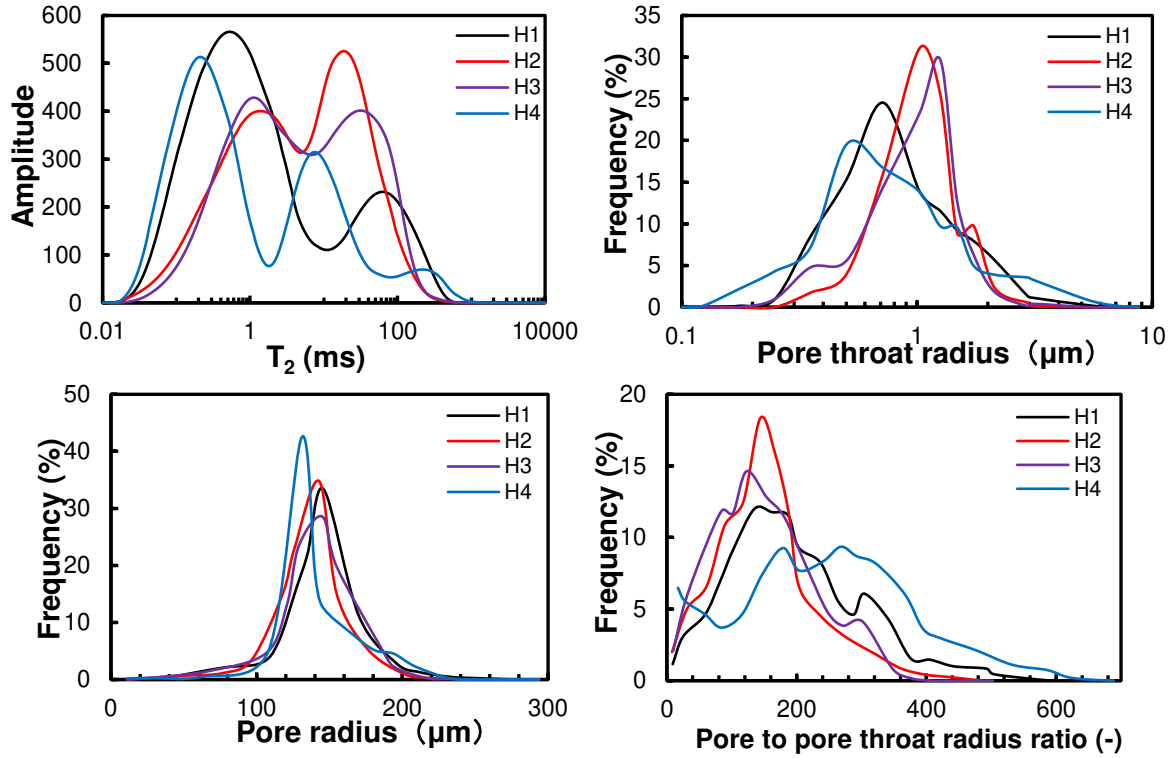 600
500
400
300
200
100
0
Amplitude
0.01
1
100
10000
T₂ (ms)
H1
H2
H3
H4
35
30
25
20
15
10
5
0
Frequency (%)
0.1
1
10
Pore throat radius （μm）
H1
H2
H3
H4
50
40
30
20
10
0
Frequency (%)
0
100
200
300
Pore radius （μm）
H1
H2
H3
H4
20
15
10
5
0
Frequency (%)
0
200
400
600
Pore to pore throat radius ratio (-)
H1
H2
H3
H4